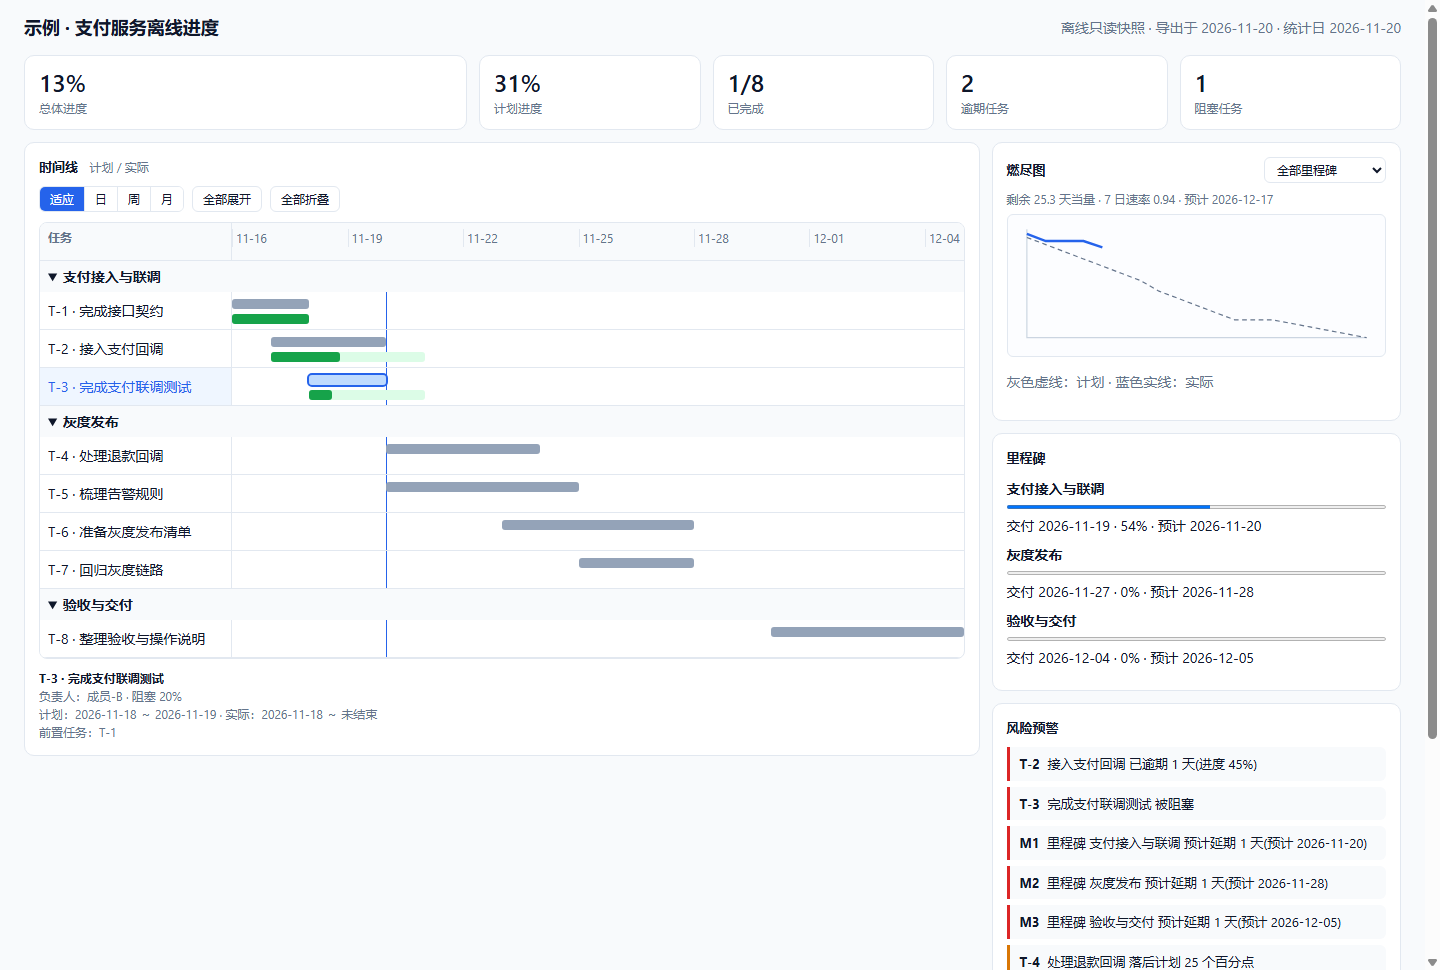 示例 · 支付服务离线进度
离线只读快照 · 导出于 2026-11-20 · 统计日 2026-11-20
13%
总体进度
31%
计划进度
1/8
已完成
2
逾期任务
1
阻塞任务
时间线 计划 / 实际
适应 日 周 月 全部展开 全部折叠
任务 11-16 11-19 11-22 11-25 11-28 12-01 12-04
▼ 支付接入与联调
T-1 · 完成接口契约
T-2 · 接入支付回调
T-3 · 完成支付联调测试
▼ 灰度发布
T-4 · 处理退款回调
T-5 · 梳理告警规则
T-6 · 准备灰度发布清单
T-7 · 回归灰度链路
▼ 验收与交付
T-8 · 整理验收与操作说明
T-3 · 完成支付联调测试
负责人：成员-B · 阻塞 20%
计划：2026-11-18 ~ 2026-11-19 · 实际：2026-11-18 ~ 未结束
前置任务：T-1
燃尽图 全部里程碑
剩余 25.3 天当量 · 7 日速率 0.94 · 预计 2026-12-17
灰色虚线：计划 · 蓝色实线：实际
里程碑
支付接入与联调
交付 2026-11-19 · 54% · 预计 2026-11-20
灰度发布
交付 2026-11-27 · 0% · 预计 2026-11-28
验收与交付
交付 2026-12-04 · 0% · 预计 2026-12-05
风险预警
T-2 接入支付回调 已逾期 1 天(进度 45%)
T-3 完成支付联调测试 被阻塞
M1 里程碑 支付接入与联调 预计延期 1 天(预计 2026-11-20)
M2 里程碑 灰度发布 预计延期 1 天(预计 2026-11-28)
M3 里程碑 验收与交付 预计延期 1 天(预计 2026-12-05)
T-4 处理退款回调 落后计划 25 个百分点